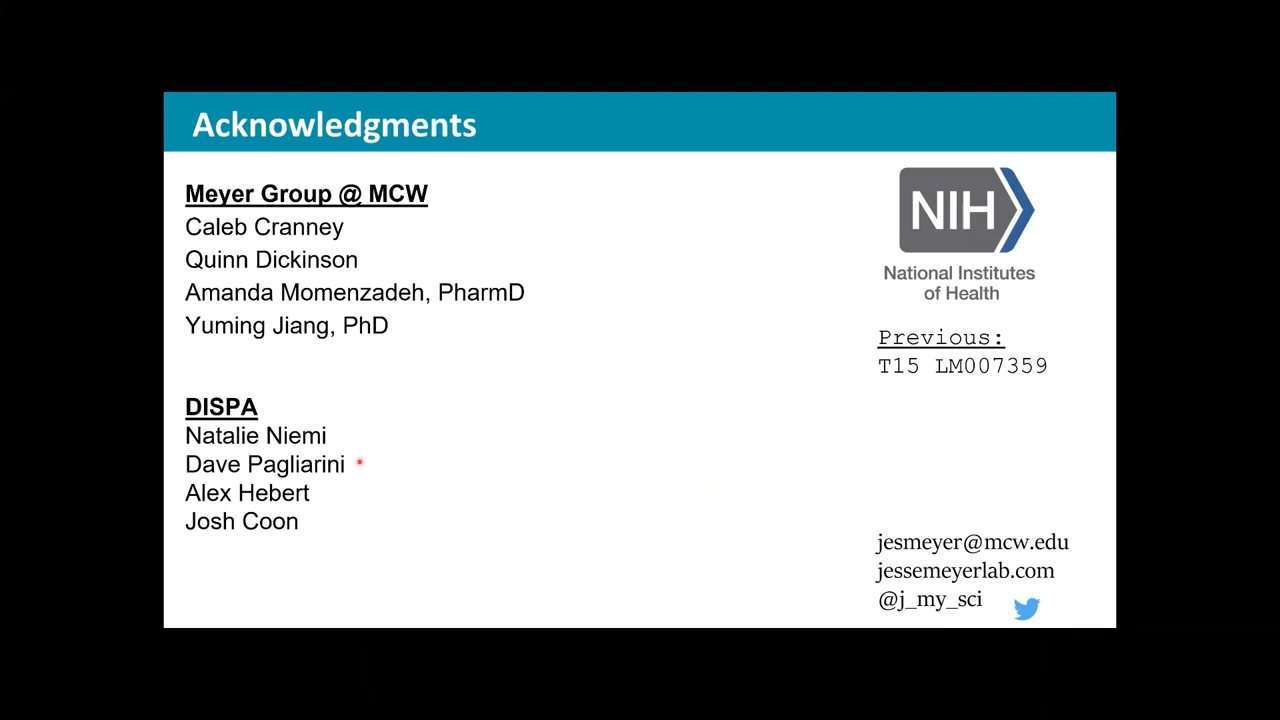 Acknowledgments
Meyer Group @ MCW
Caleb Cranney
Quinn Dickinson
Amanda Momenzadeh, PharmD
Yuming Jiang, PhD
DISPA
Natalie Niemi
Dave Pagliarini
Alex Hebert
Josh Coon
NIH
National Institutes
of Health
Previous:
T15 LM007359
jesmeyer@mcw.edu
jessemeyerlab.com
@j_my_sci